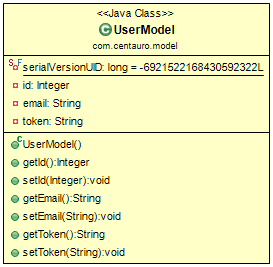 <<Java Class>>
UserModel
com.centauro.model
serialVersionUID: long = -6921522168430592322L
id: Integer
email: String
token: String
UserModel()
getId():Integer
setId(Integer):void
getEmail():String
setEmail(String):void
getToken():String
setToken(String):void